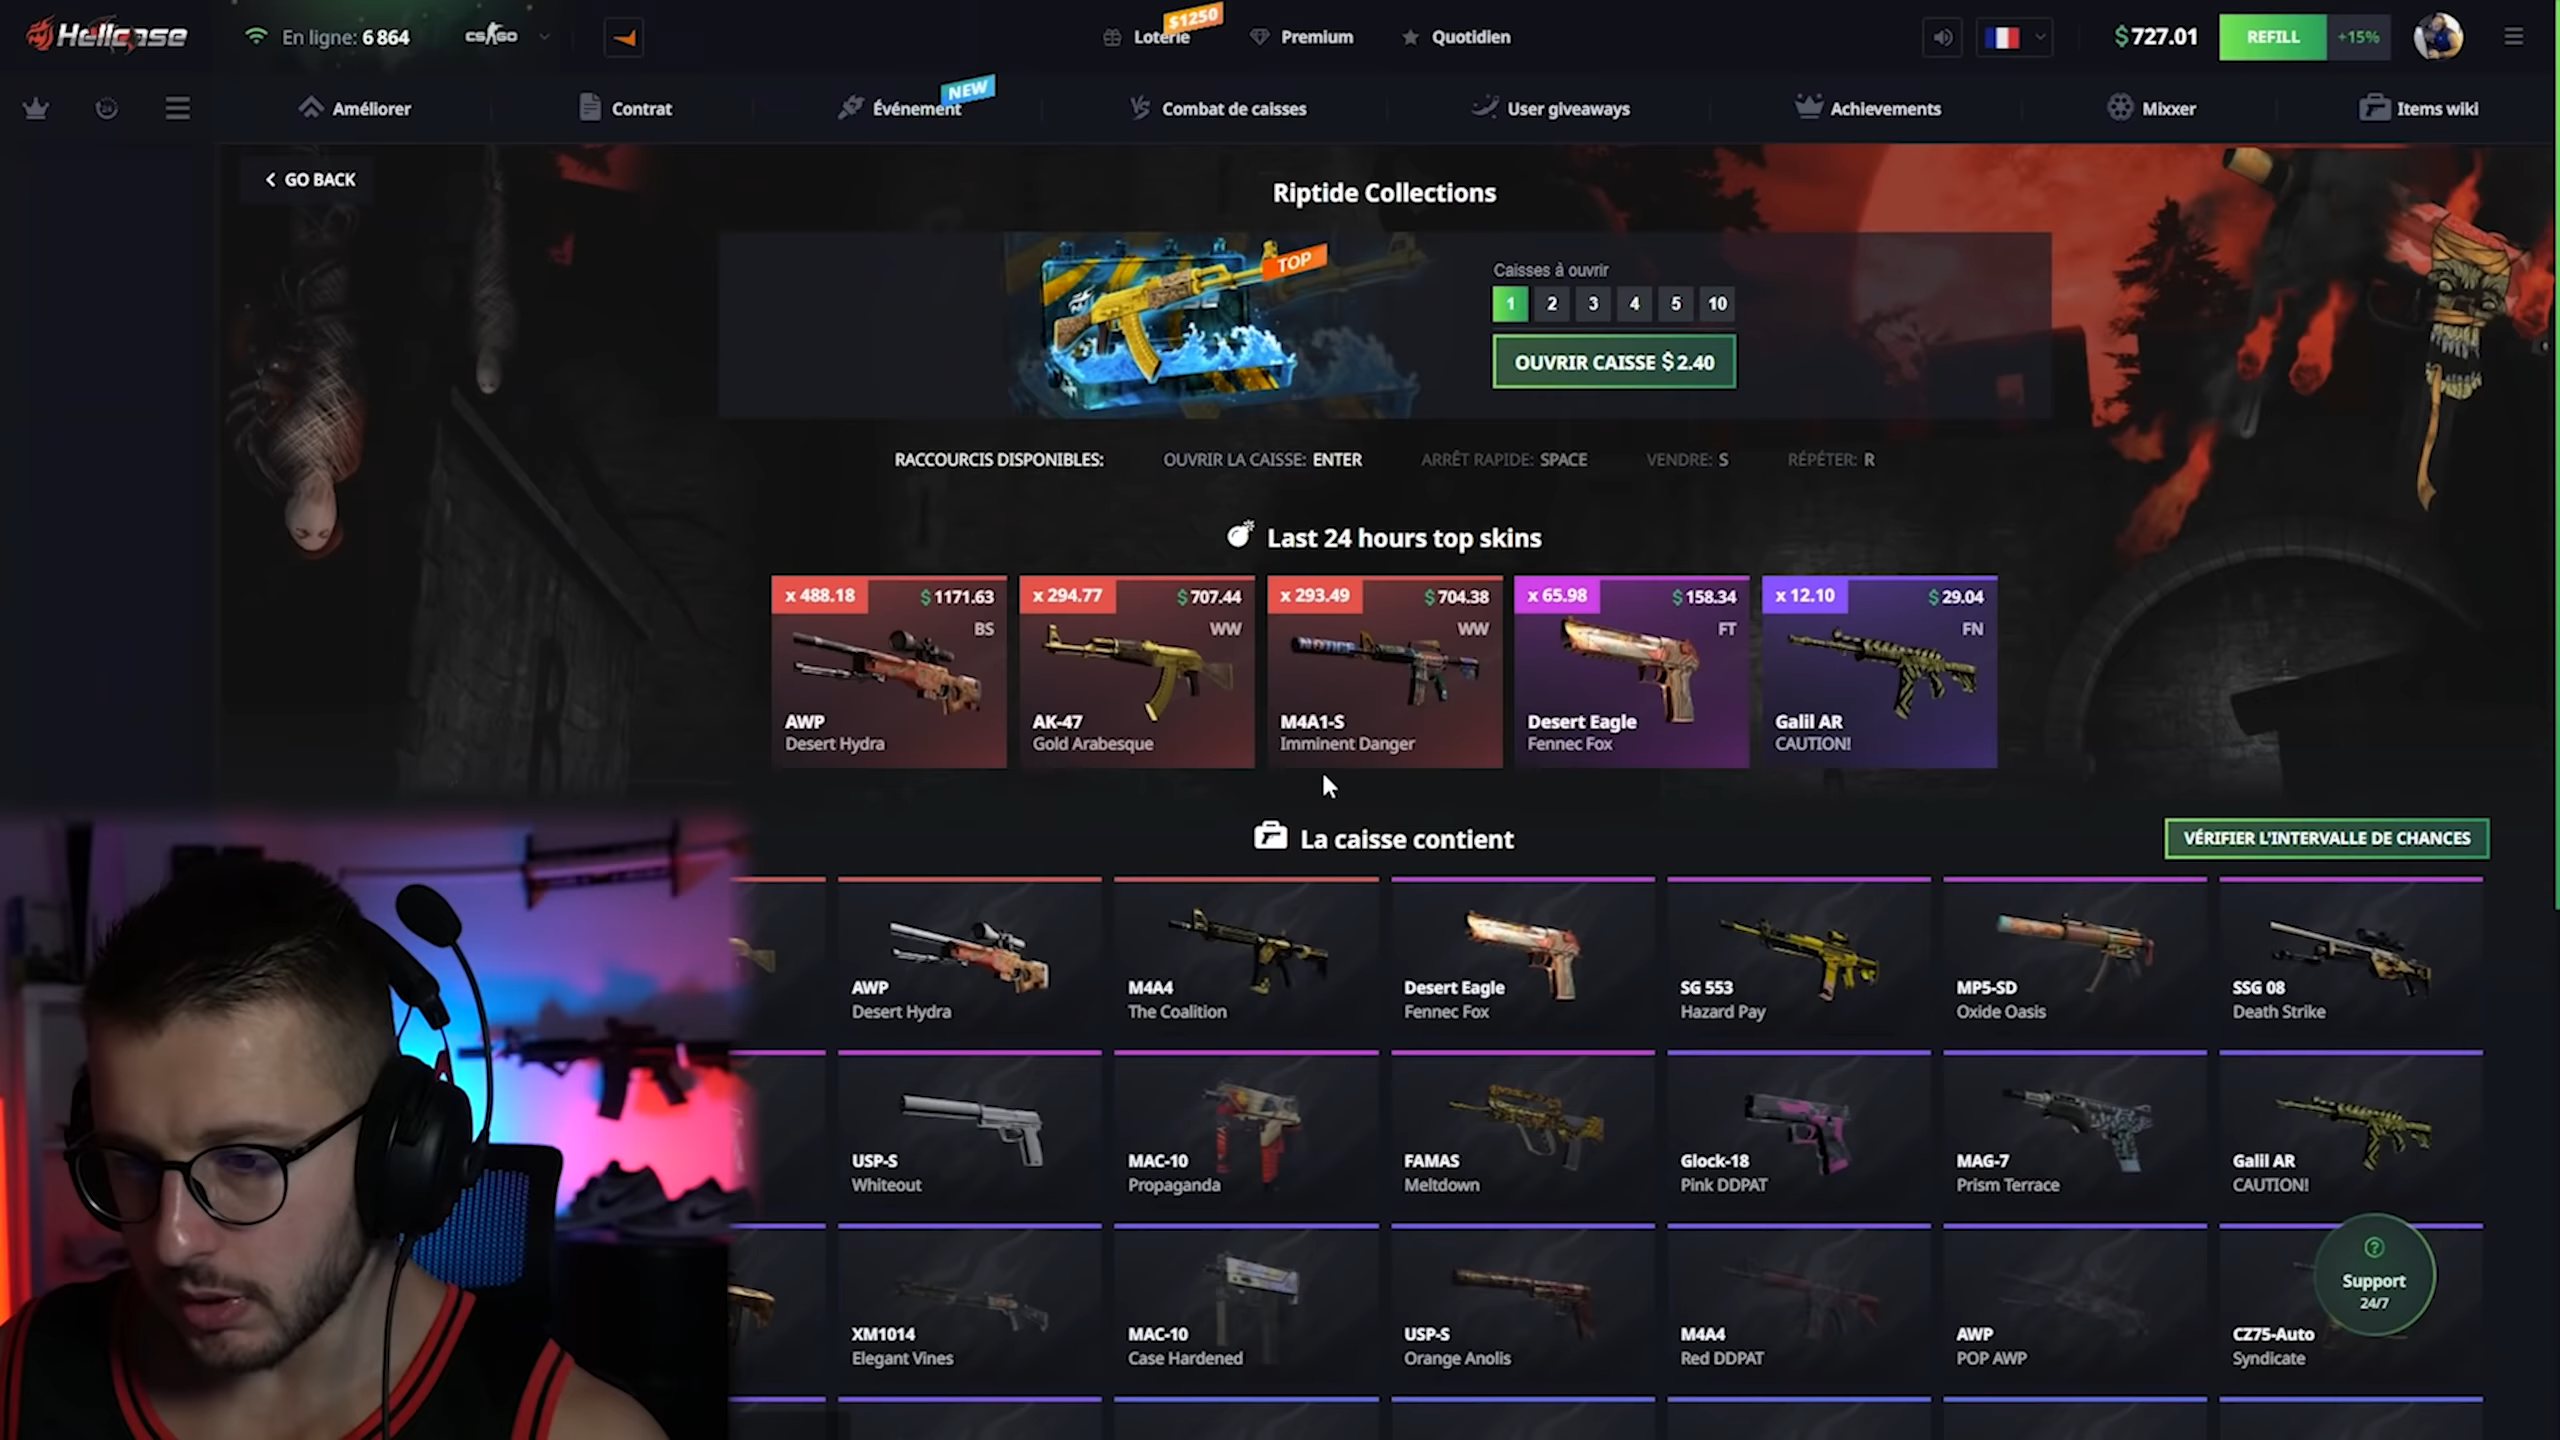 Hellcase
En ligne: 6 864
CS:GO
Loterie
$1250
Premium
Quotidien
$727.01
REFILL
+15%
Améliorer
Contrat
Événement
NEW
Combat de caisses
User giveaways
Achievements
Mixxer
Items wiki
GO BACK
Riptide Collections
TOP
Caisses à ouvrir
1 2 3 4 5 10
OUVRIR CAISSE $2.40
RACCOURCIS DISPONIBLES: OUVRIR LA CAISSE: ENTER ARRÊT RAPIDE: SPACE VENDRE: S RÉPÉTER: R
Last 24 hours top skins
x 488.18 $1171.63
BS
AWP
Desert Hydra
x 294.77 $707.44
WW
AK-47
Gold Arabesque
x 293.49 $704.38
WW
M4A1-S
Imminent Danger
x 65.98 $158.34
FT
Desert Eagle
Fennec Fox
x 12.10 $29.04
FN
Galil AR
CAUTION!
La caisse contient
VÉRIFIER L'INTERVALLE DE CHANCES
AWP
Desert Hydra
M4A4
The Coalition
Desert Eagle
Fennec Fox
SG 553
Hazard Pay
MP5-SD
Oxide Oasis
SSG 08
Death Strike
USP-S
Whiteout
MAC-10
Propaganda
FAMAS
Meltdown
Glock-18
Pink DDPAT
MAG-7
Prism Terrace
Galil AR
CAUTION!
XM1014
Elegant Vines
MAC-10
Case Hardened
USP-S
Orange Anolis
M4A4
Red DDPAT
AWP
POP AWP
CZ75-Auto
Syndicate
Support
24/7